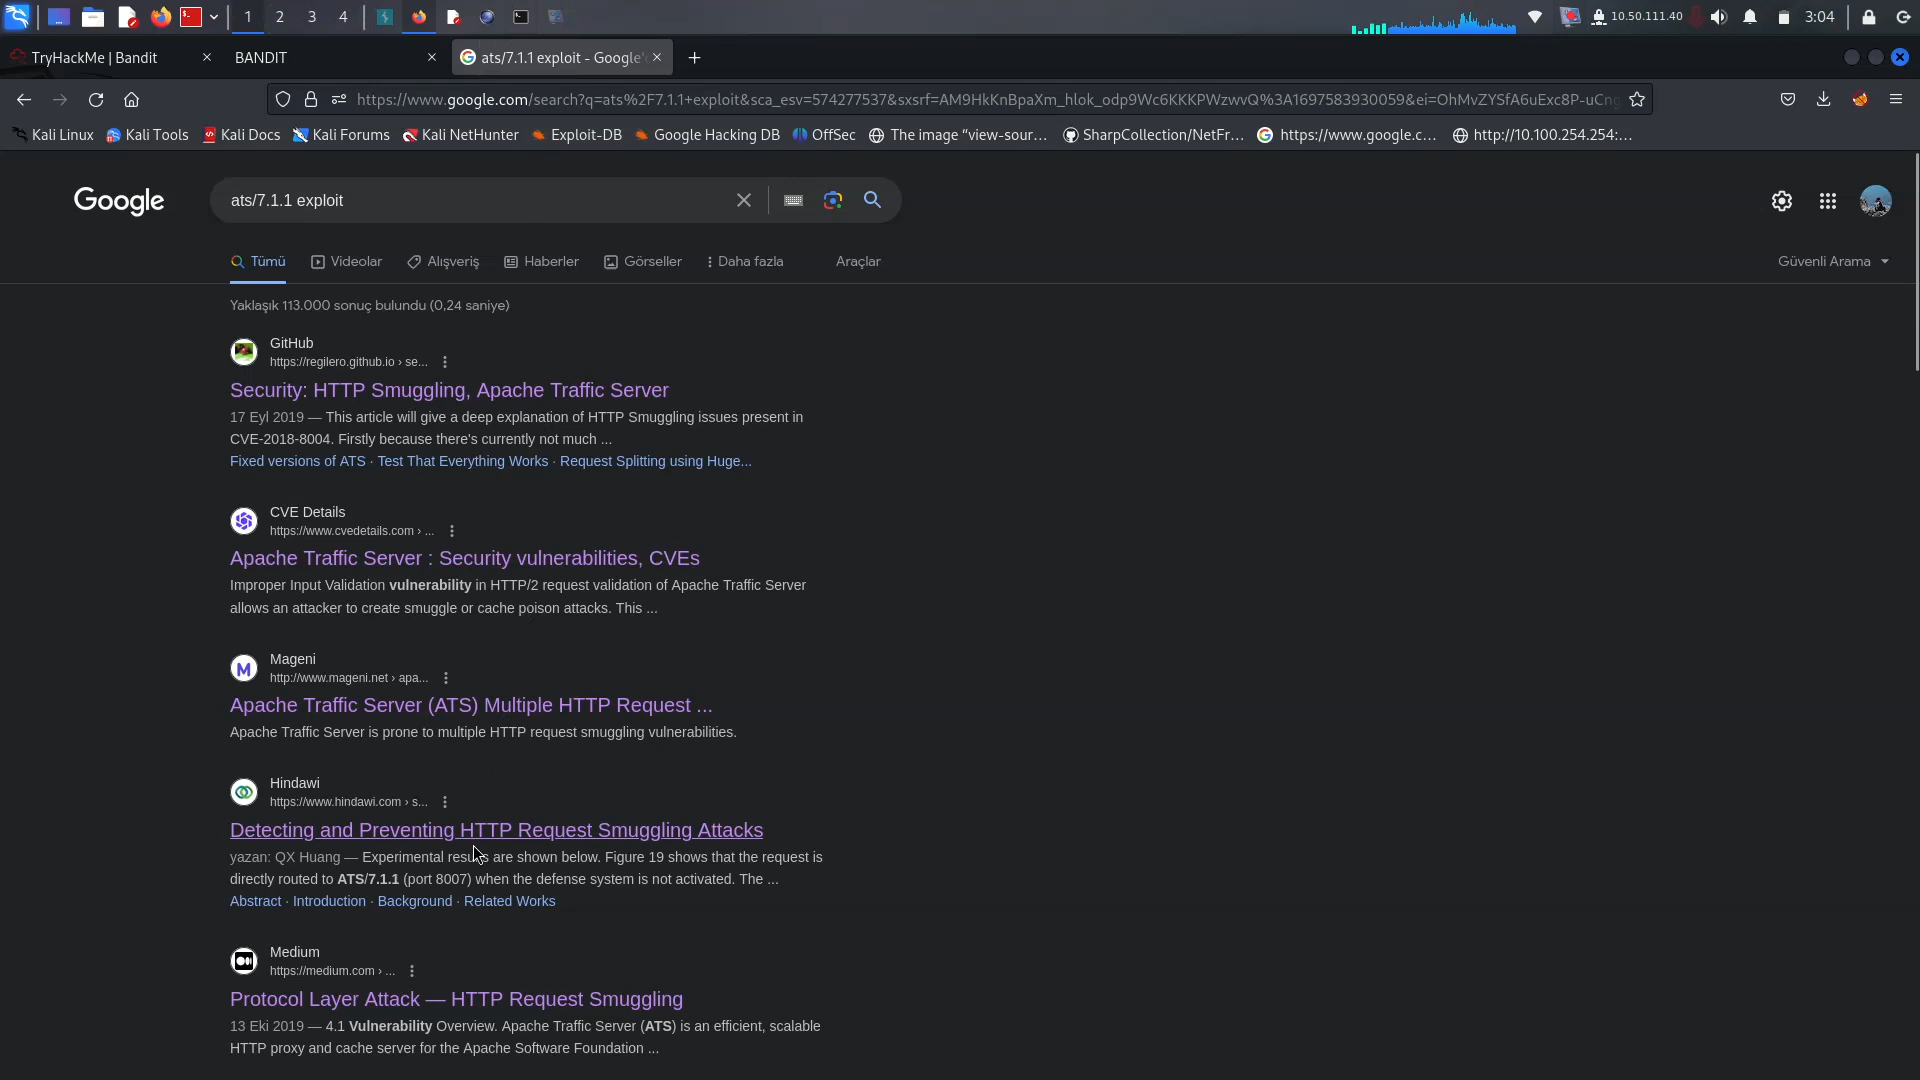 1 2 3 4 10.50.111.40 3:04
TryHackMe | Bandit
BANDIT
ats/7.1.1 exploit - Google'
https://www.google.com/search?q=ats%2F7.1.1+exploit&sca_esv=574277537&sxsrf=AM9HkKnBpaXm_hlok_odp9Wc6KKKPWzwvQ%3A1697583930059&ei=OhMvZYSfA6uExc8P-uCng
Kali Linux Kali Tools Kali Docs Kali Forums Kali NetHunter Exploit-DB Google Hacking DB OffSec The image “view-sour… SharpCollection/NetFr… https://www.google.c… http://10.100.254.254:…
Google
ats/7.1.1 exploit
Tümü Videolar Alışveriş Haberler Görseller Daha fazla Araçlar Güvenli Arama
Yaklaşık 113.000 sonuç bulundu (0,24 saniye)
GitHub
https://regilero.github.io › se...
Security: HTTP Smuggling, Apache Traffic Server
17 Eyl 2019 — This article will give a deep explanation of HTTP Smuggling issues present in
CVE-2018-8004. Firstly because there's currently not much ...
Fixed versions of ATS · Test That Everything Works · Request Splitting using Huge...
CVE Details
https://www.cvedetails.com › ...
Apache Traffic Server : Security vulnerabilities, CVEs
Improper Input Validation vulnerability in HTTP/2 request validation of Apache Traffic Server
allows an attacker to create smuggle or cache poison attacks. This ...
Mageni
http://www.mageni.net › apa...
Apache Traffic Server (ATS) Multiple HTTP Request ...
Apache Traffic Server is prone to multiple HTTP request smuggling vulnerabilities.
Hindawi
https://www.hindawi.com › s...
Detecting and Preventing HTTP Request Smuggling Attacks
yazan: QX Huang — Experimental results are shown below. Figure 19 shows that the request is
directly routed to ATS/7.1.1 (port 8007) when the defense system is not activated. The ...
Abstract · Introduction · Background · Related Works
Medium
https://medium.com › ...
Protocol Layer Attack — HTTP Request Smuggling
13 Eki 2019 — 4.1 Vulnerability Overview. Apache Traffic Server (ATS) is an efficient, scalable
HTTP proxy and cache server for the Apache Software Foundation ...